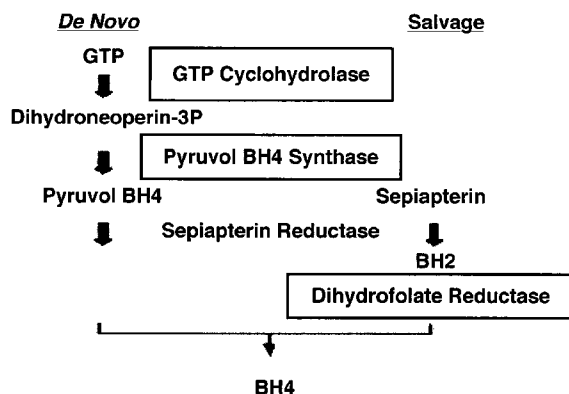 De Novo
Salvage
GTP
GTP Cyclohydrolase
Dihydroneoperin-3P
Pyruvol BH4 Synthase
Pyruvol BH4
Sepiapterin
Sepiapterin Reductase
BH2
Dihydrofolate Reductase
BH4